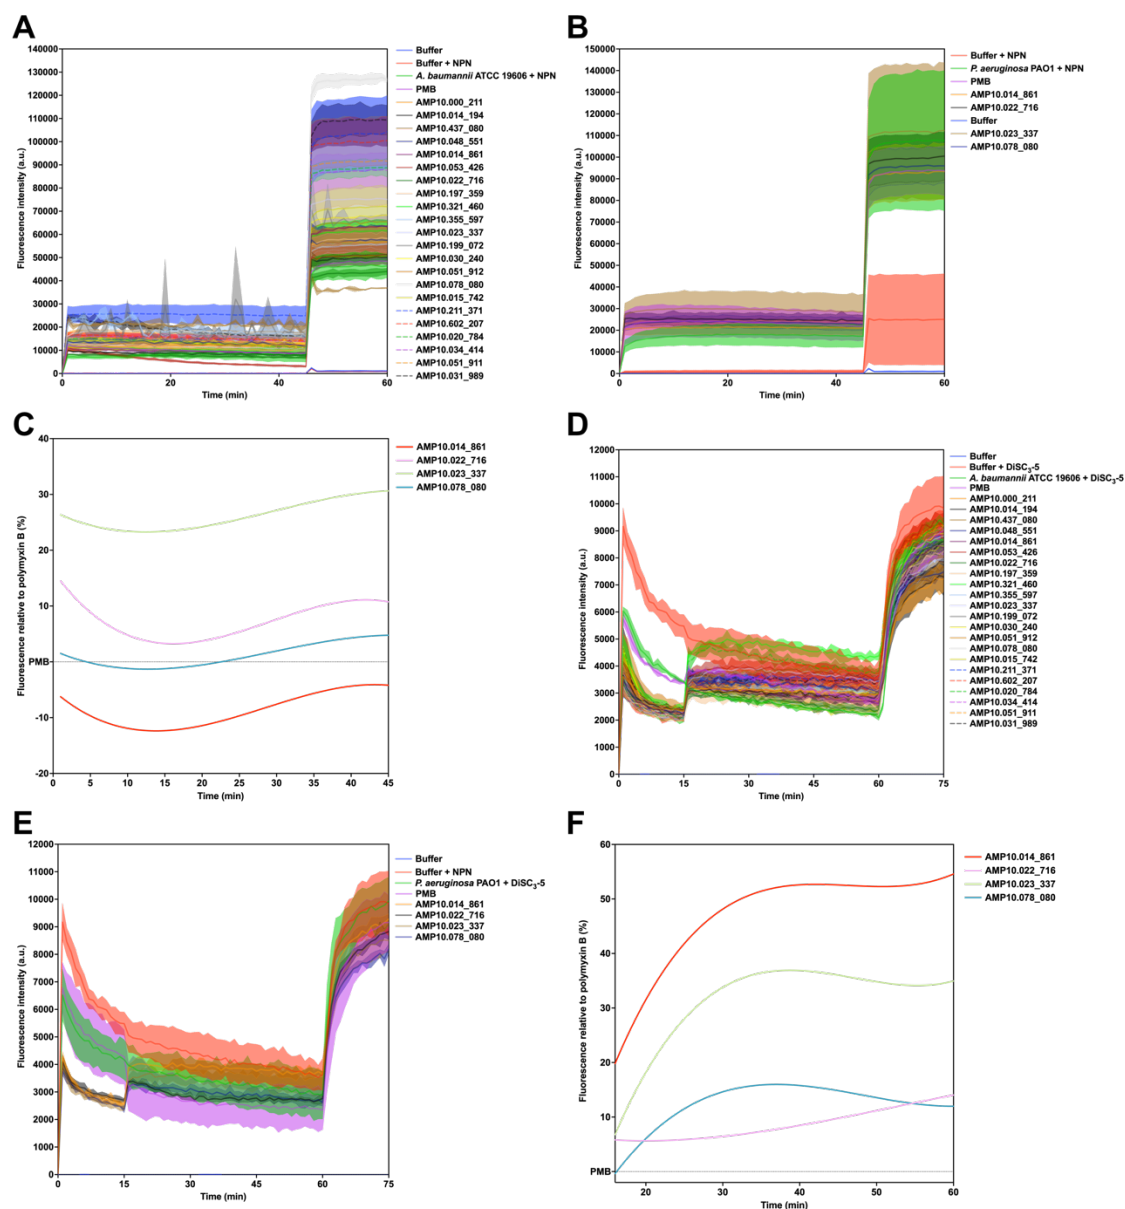 A
140000
130000
120000
110000
100000
90000
80000
70000
60000
50000
40000
30000
20000
10000
0
Fluorescence intensity (a.u.)
0 20 40 60
Time (min)
Buffer
Buffer + NPN
A. baumannii ATCC 19606 + NPN
PMB
AMP10.000_211
AMP10.014_194
AMP10.437_080
AMP10.048_551
AMP10.014_861
AMP10.053_426
AMP10.022_716
AMP10.197_359
AMP10.321_460
AMP10.355_597
AMP10.023_337
AMP10.199_072
AMP10.030_240
AMP10.051_912
AMP10.078_080
AMP10.015_742
AMP10.211_371
AMP10.602_207
AMP10.020_784
AMP10.034_414
AMP10.051_911
AMP10.031_989
B
150000
140000
130000
120000
110000
100000
90000
80000
70000
60000
50000
40000
30000
20000
10000
0
Fluorescence intensity (a.u.)
0 20 40 60
Time (min)
Buffer + NPN
P. aeruginosa PAO1 + NPN
PMB
AMP10.014_861
AMP10.022_716
Buffer
AMP10.023_337
AMP10.078_080
C
40
30
20
10
PMB
-10
-20
Fluorescence relative to polymyxin B (%)
0 5 10 15 20 25 30 35 40 45
Time (min)
AMP10.014_861
AMP10.022_716
AMP10.023_337
AMP10.078_080
D
12000
11000
10000
9000
8000
7000
6000
5000
4000
3000
2000
1000
0
Fluorescence intensity (a.u.)
0 15 30 45 60 75
Time (min)
Buffer
Buffer + DiSC3-5
A. baumannii ATCC 19606 + DiSC3-5
PMB
AMP10.000_211
AMP10.014_194
AMP10.437_080
AMP10.048_551
AMP10.014_861
AMP10.053_426
AMP10.022_716
AMP10.197_359
AMP10.321_460
AMP10.355_597
AMP10.023_337
AMP10.199_072
AMP10.030_240
AMP10.051_912
AMP10.078_080
AMP10.015_742
AMP10.211_371
AMP10.602_207
AMP10.020_784
AMP10.034_414
AMP10.051_911
AMP10.031_989
E
12000
11000
10000
9000
8000
7000
6000
5000
4000
3000
2000
1000
0
Fluorescence intensity (a.u.)
0 15 30 45 60 75
Time (min)
Buffer
Buffer + NPN
P. aeruginosa PAO1 + DiSC3-5
PMB
AMP10.014_861
AMP10.022_716
AMP10.023_337
AMP10.078_080
F
60
50
40
30
20
10
PMB
Fluorescence relative to polymyxin B (%)
20 30 40 50 60
Time (min)
AMP10.014_861
AMP10.022_716
AMP10.023_337
AMP10.078_080